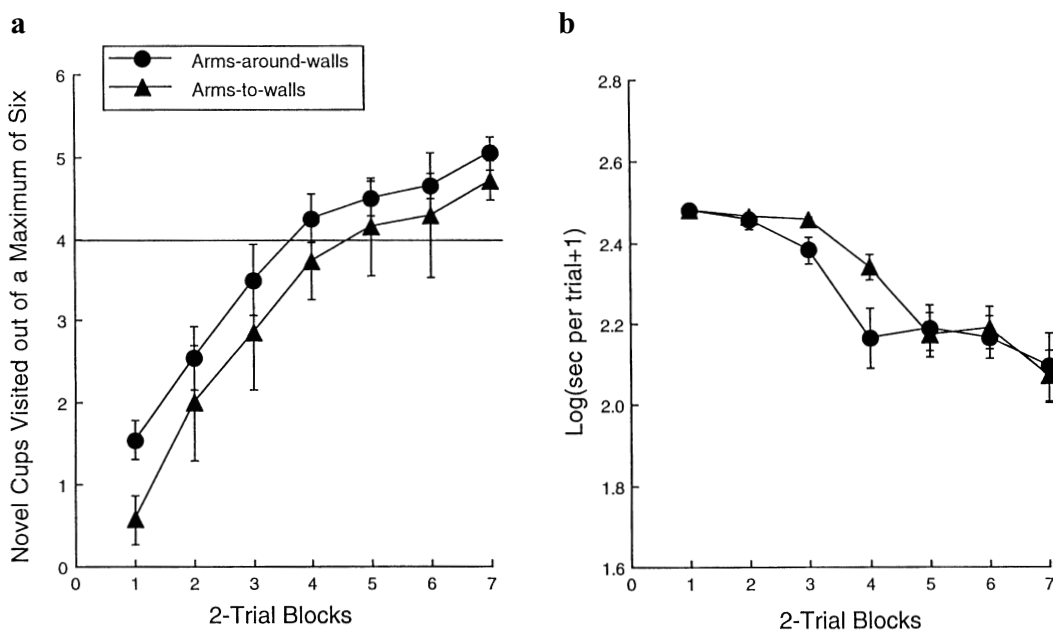 a
Arms-around-walls
Arms-to-walls
Novel Cups Visited out of a Maximum of Six
6
5
4
3
2
1
0
0 1 2 3 4 5 6 7
2-Trial Blocks
b
Log(sec per trial+1)
2.8
2.6
2.4
2.2
2.0
1.8
1.6
0 1 2 3 4 5 6 7
2-Trial Blocks